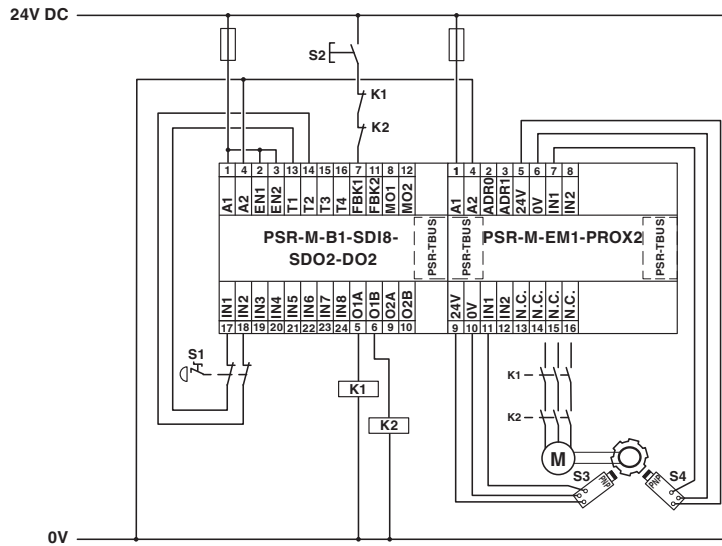 24V DC
S2
K1
K2
1 4 2 3 13 14 15 16 7 11 8 12
A1 A2 EN1 EN2 T1 T2 T3 T4 FBK1 FBK2 MO1 MO2
1 4 2 3 5 6 7 8
A1 A2 ADR0 ADR1 24V 0V IN1 IN2
PSR-M-B1-SDI8-
SDO2-DO2
PSR-TBUS
PSR-TBUS
PSR-M-EM1-PROX2
PSR-TBUS
IN1 IN2 IN3 IN4 IN5 IN6 IN7 IN8 O1A O1B O2A O2B
17 18 19 20 21 22 23 24 5 6 9 10
24V 0V IN1 IN2 N.C. N.C. N.C. N.C.
9 10 11 12 13 14 15 16
S1
K1
K2
K1
K2
M
S3
PNP
S4
PNP
0V